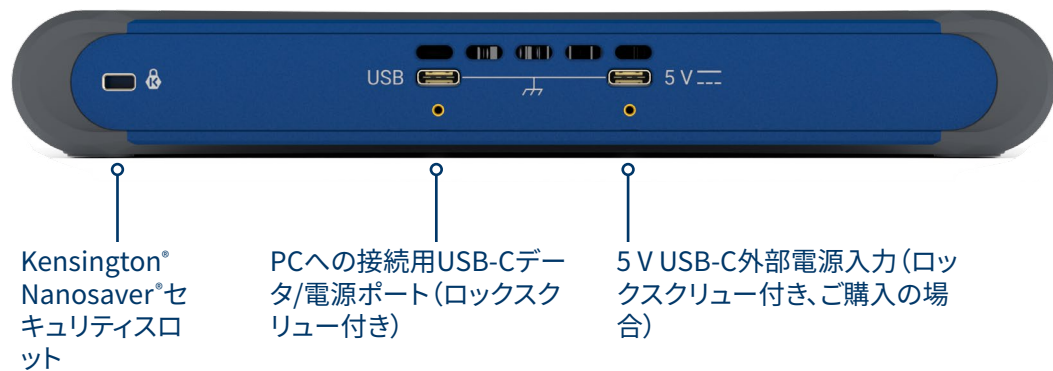 USB
5 V
Kensington®
Nanosaver®セ
キュリティスロ
ット
PCへの接続用USB-Cデー
タ/電源ポート（ロックスク
リュー付き）
5 V USB-C外部電源入力（ロッ
クスクリュー付き、ご購入の場
合）